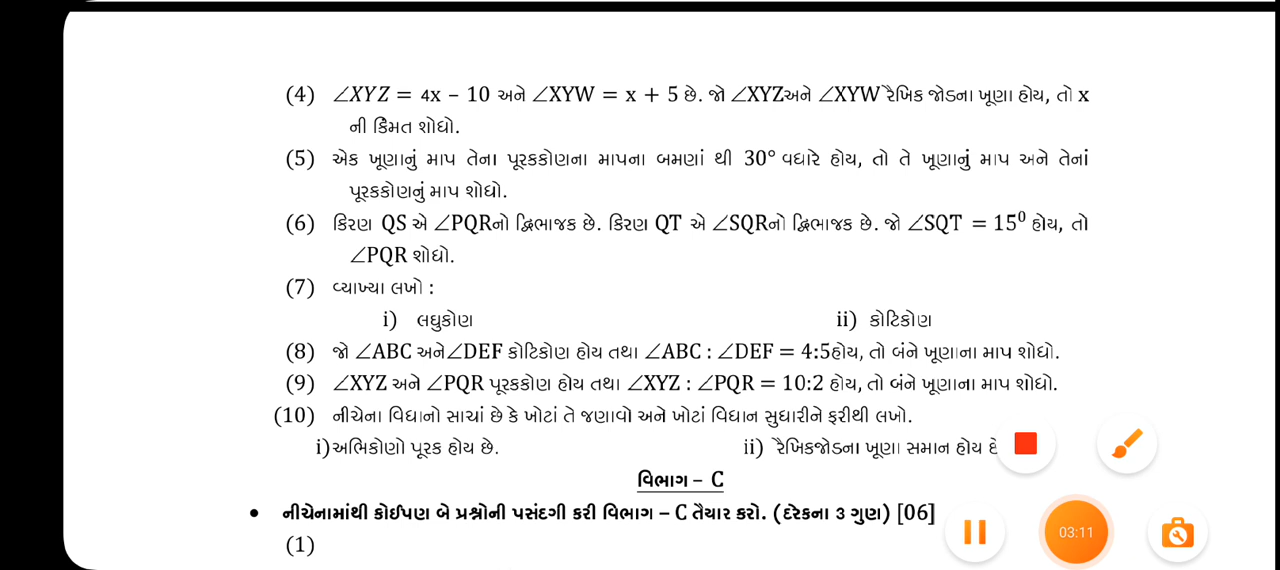 (4) ∠XYZ = 4x – 10 અને ∠XYW = x + 5 છે. જો ∠XYZઅને ∠XYW રૈખિક જોડના ખૂણા હોય, તો x
ની કિંમત શોધો.
(5) એક ખૂણાનું માપ તેના પૂરકકોણના માપના બમણાં થી 30° વધારે હોય, તો તે ખૂણાનું માપ અને તેનાં
પૂરકકોણનું માપ શોધો.
(6) કિરણ QS એ ∠PQRનો દ્વિભાજક છે. કિરણ QT એ ∠SQRનો દ્વિભાજક છે. જો ∠SQT = 15⁰ હોય, તો
∠PQR શોધો.
(7) વ્યાખ્યા લખો :
i) લઘુકોણ ii) કોટિકોણ
(8) જો ∠ABC અને∠DEF કોટિકોણ હોય તથા ∠ABC : ∠DEF = 4:5હોય, તો બંને ખૂણાના માપ શોધો.
(9) ∠XYZ અને ∠PQR પૂરકકોણ હોય તથા ∠XYZ : ∠PQR = 10:2 હોય, તો બંને ખૂણાના માપ શોધો.
(10) નીચેના વિધાનો સાચાં છે કે ખોટાં તે જણાવો અને ખોટાં વિધાન સુધારીને ફરીથી લખો.
i)અભિકોણો પૂરક હોય છે. ii) રૈખિકજોડના ખૂણા સમાન હોય છે
વિભાગ – C
• નીચેનામાંથી કોઈપણ બે પ્રશ્નોની પસંદગી કરી વિભાગ – C તૈયાર કરો. (દરેકના 3 ગુણ) [06]
(1)
03:11